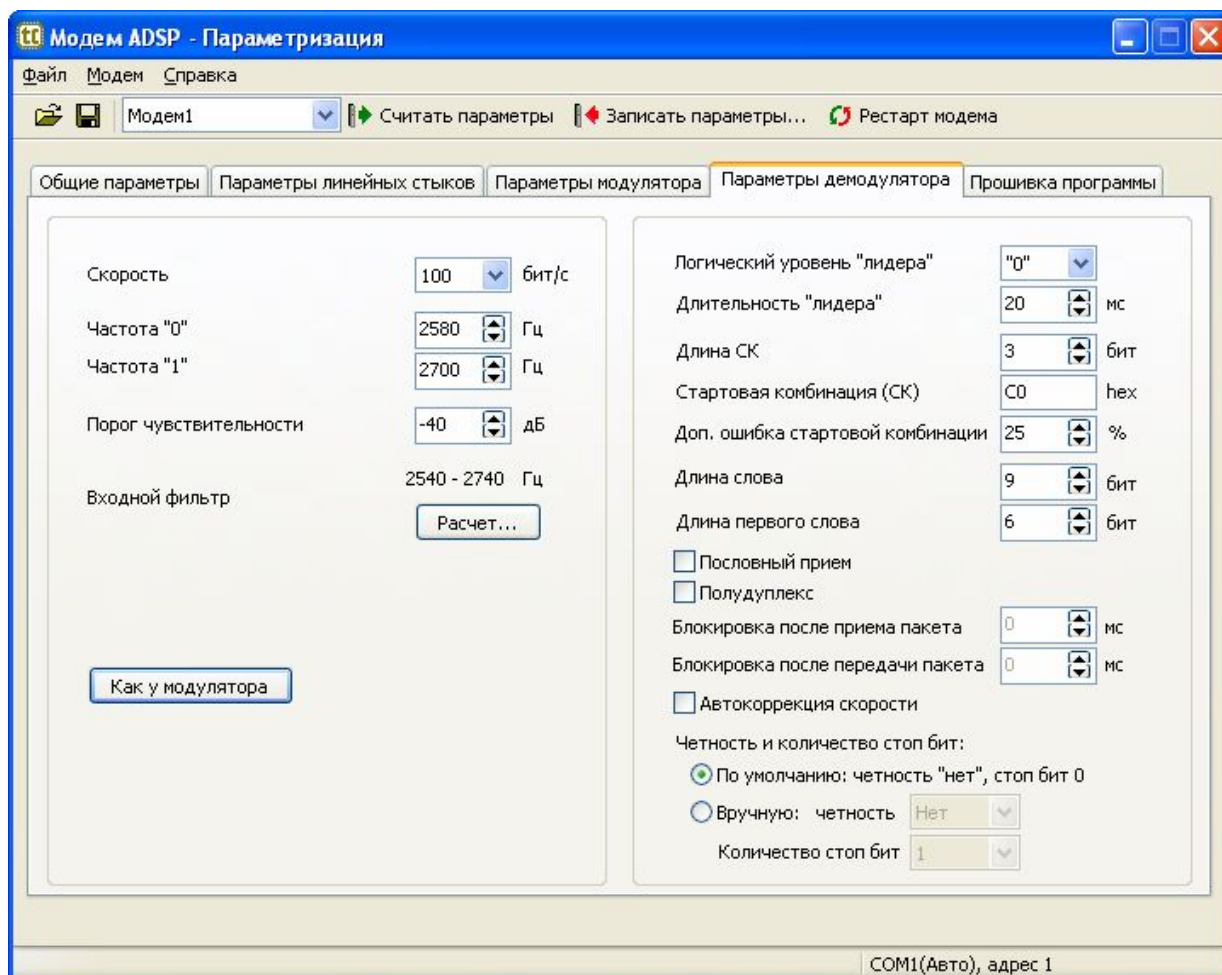 Модем ADSP - Параметризация
Файл Модем Справка
Модем1 Считать параметры Записать параметры... Рестарт модема
Общие параметры Параметры линейных стыков Параметры модулятора Параметры демодулятора Прошивка программы
Скорость 100 бит/с
Частота "0" 2580 Гц
Частота "1" 2700 Гц
Порог чувствительности -40 дБ
2540 - 2740 Гц
Входной фильтр
Расчет...
Как у модулятора
Логический уровень "лидера" "0"
Длительность "лидера" 20 мс
Длина СК 3 бит
Стартовая комбинация (СК) C0 hex
Доп. ошибка стартовой комбинации 25 %
Длина слова 9 бит
Длина первого слова 6 бит
Пословный прием
Полудуплекс
Блокировка после приема пакета 0 мс
Блокировка после передачи пакета 0 мс
Автокоррекция скорости
Четность и количество стоп бит:
По умолчанию: четность "нет", стоп бит 0
Вручную: четность Нет
Количество стоп бит 1
COM1(Авто), адрес 1